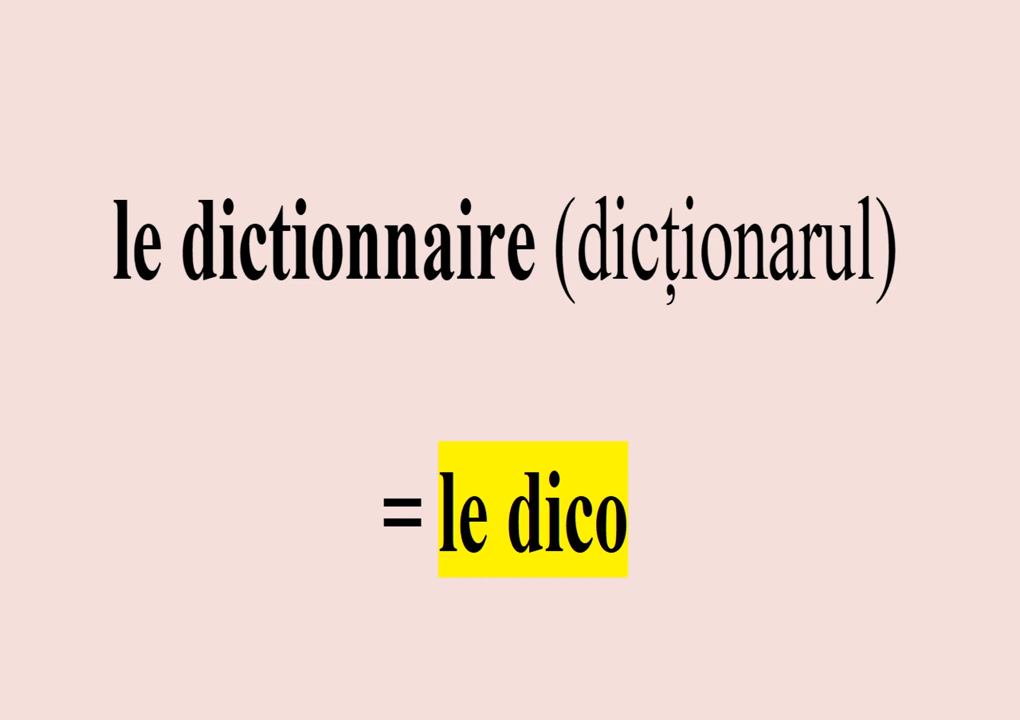 le dictionnaire (dicționarul)
= le dico